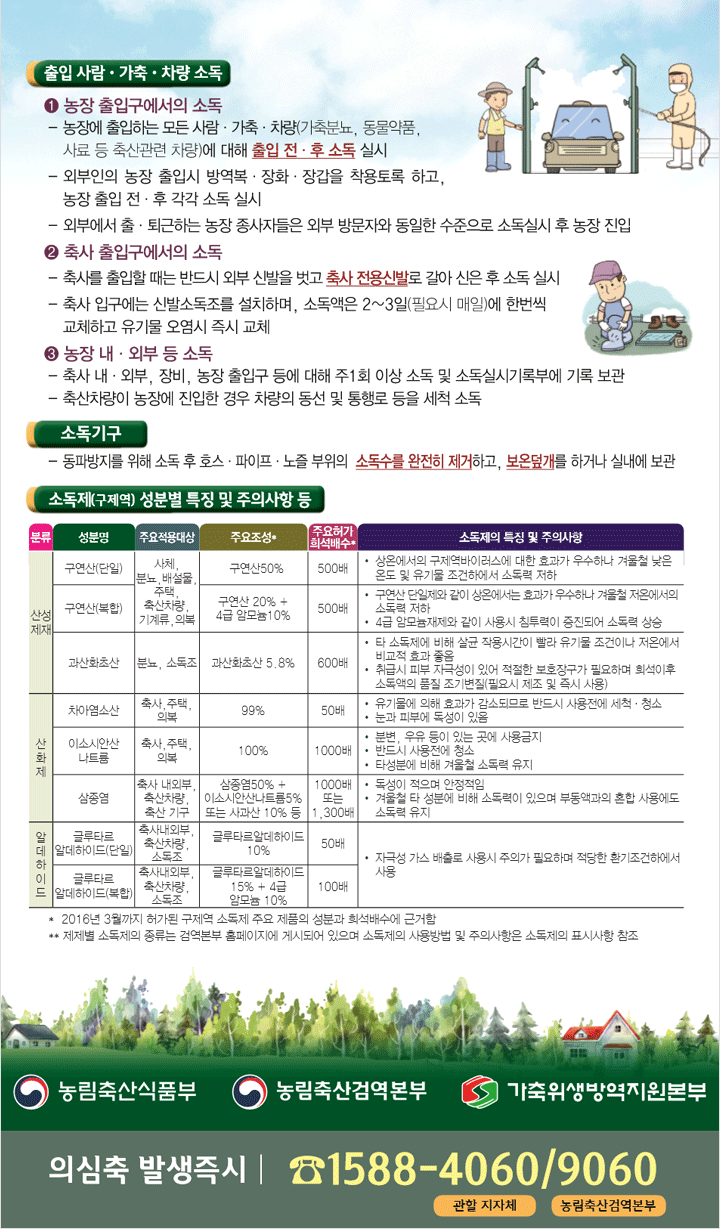 출입 사람・가축・차량 소독
❶ 농장 출입구에서의 소독
– 농장에 출입하는 모든 사람・가축・차량(가축분뇨, 동물약품,
사료 등 축산관련 차량)에 대해 출입 전・후 소독 실시
– 외부인의 농장 출입시 방역복・장화・장갑을 착용토록 하고,
농장 출입 전・후 각각 소독 실시
– 외부에서 출・퇴근하는 농장 종사자들은 외부 방문자와 동일한 수준으로 소독실시 후 농장 진입
❷ 축사 출입구에서의 소독
– 축사를 출입할 때는 반드시 외부 신발을 벗고 축사 전용신발로 갈아 신은 후 소독 실시
– 축사 입구에는 신발소독조를 설치하며, 소독액은 2~3일(필요시 매일)에 한번씩
교체하고 유기물 오염시 즉시 교체
❸ 농장 내・외부 등 소독
– 축사 내・외부, 장비, 농장 출입구 등에 대해 주1회 이상 소독 및 소독실시기록부에 기록 보관
– 축산차량이 농장에 진입한 경우 차량의 동선 및 통행로 등을 세척 소독
소독기구
– 동파방지를 위해 소독 후 호스・파이프・노즐 부위의 소독수를 완전히 제거하고, 보온덮개를 하거나 실내에 보관
소독제(구제역) 성분별 특징 및 주의사항 등
분류 성분명 주요적용대상 주요조성* 주요허가
희석배수* 소독제의 특징 및 주의사항
산성
제재
구연산(단일)
사체,
분뇨,배설물,
주택,
축산차량,
기계류,의복
구연산50%
500배
• 상온에서의 구제역바이러스에 대한 효과가 우수하나 겨울철 낮은
온도 및 유기물 조건하에서 소독력 저하
구연산(복합)
구연산 20% +
4급 암모늄10%
500배
• 구연산 단일제와 같이 상온에서는 효과가 우수하나 겨울철 저온에서의
소독력 저하
• 4급 암모늄재제와 같이 사용시 침투력이 증진되어 소독력 상승
과산화초산
분뇨, 소독조
과산화초산 5.8%
600배
• 타 소독제에 비해 살균 작용시간이 빨라 유기물 조건이나 저온에서
비교적 효과 좋음
• 취급시 피부 자극성이 있어 적절한 보호장구가 필요하며 희석이후
소독액의 품질 조기변질(필요시 제조 및 즉시 사용)
산
화
제
차아염소산
축사,주택,
의복
99%
50배
• 유기물에 의해 효과가 감소되므로 반드시 사용전에 세척・청소
• 눈과 피부에 독성이 있음
이소시안산
나트륨
축사,주택,
의복
100%
1000배
• 분변, 우유 등이 있는 곳에 사용금지
• 반드시 사용전에 청소
• 타성분에 비해 겨울철 소독력 유지
삼종염
축사 내외부,
축산차량,
축산 기구
삼종염50% +
이소시안산나트륨5%
또는 사과산 10% 등
1000배
또는
1,300배
• 독성이 적으며 안정적임
• 겨울철 타 성분에 비해 소독력이 있으며 부동액과의 혼합 사용에도
소독력 유지
알
데
하
이
드
글루타르
알데하이드(단일)
축사내외부,
축산차량,
소독조
글루타르알데하이드
10%
50배
• 자극성 가스 배출로 사용시 주의가 필요하며 적당한 환기조건하에서
사용
글루타르
알데하이드(복합)
축사내외부,
축산차량,
소독조
글루타르알데하이드
15% + 4급
암모늄 10%
100배
* 2016년 3월까지 허가된 구제역 소독제 주요 제품의 성분과 희석배수에 근거함
** 제제별 소독제의 종류는 검역본부 홈페이지에 게시되어 있으며 소독제의 사용방법 및 주의사항은 소독제의 표시사항 참조
농림축산식품부 농림축산검역본부 가축위생방역지원본부
의심축 발생즉시 ☎1588-4060/9060
관할 지자체 농림축산검역본부